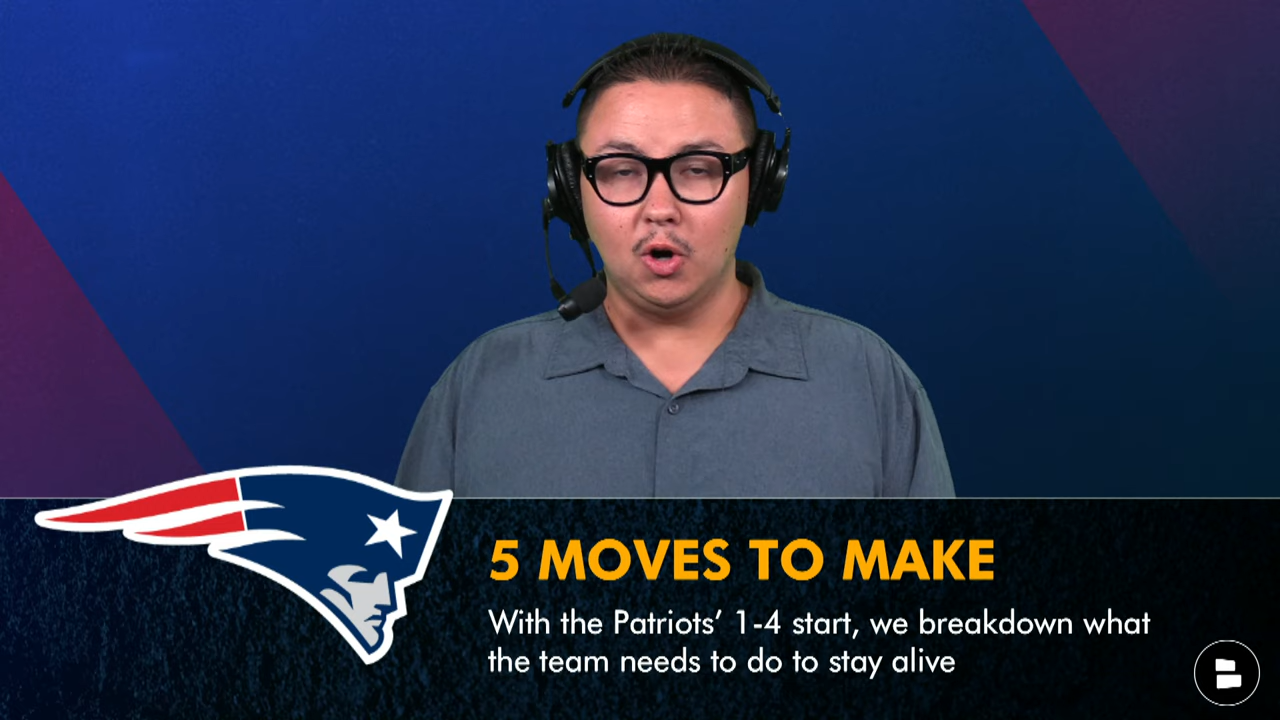 5 MOVES TO MAKE
With the Patriots’ 1-4 start, we breakdown what
the team needs to do to stay alive